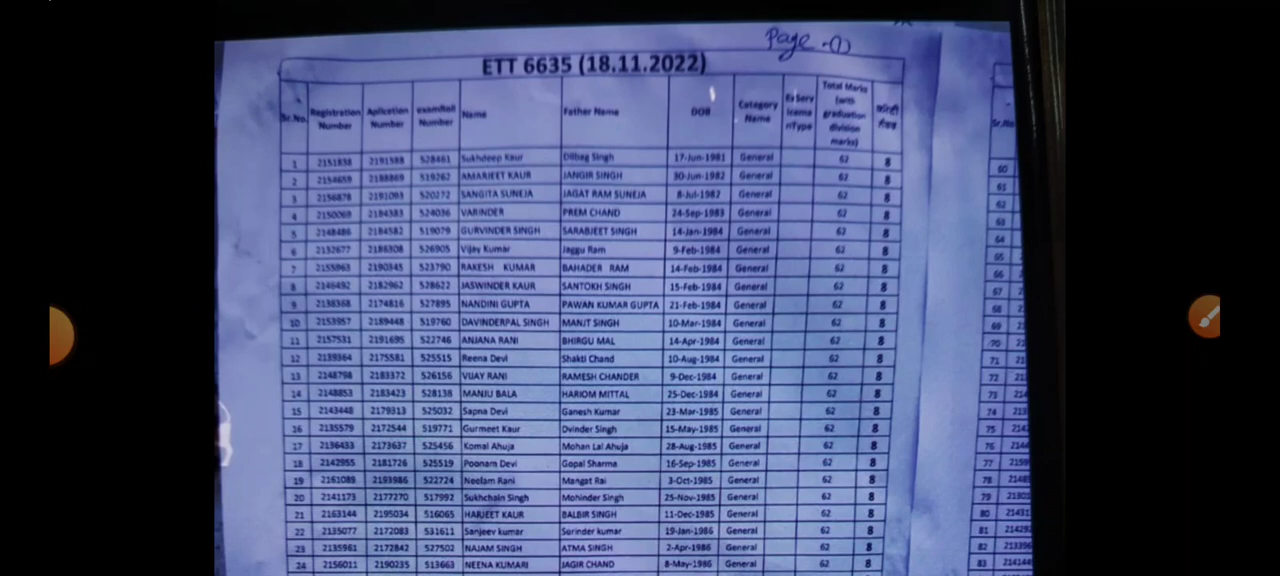 Page -(1)
ETT 6635 (18.11.2022)
Sr.No. Registration Number Aplication Number examRoll Number Name Father Name DOB Category Name Ex Serv icema nType Total Marks (with graduation division marks)
1 2151838 2191588 528461 Sukhdeep Kaur Dilbag Singh 17-Jun-1981 General 62 8
2 2154659 2188869 519262 AMARJEET KAUR JANGIR SINGH 30-Jun-1982 General 62 8
3 2156878 2191093 520272 SANGITA SUNEJA JAGAT RAM SUNEJA 8-Jul-1982 General 62 8
4 2150069 2184383 524036 VARINDER PREM CHAND 24-Sep-1983 General 62 8
5 2148486 2184582 519079 GURVINDER SINGH SARABJEET SINGH 14-Jan-1984 General 62 8
6 2152677 2186308 526905 Vijay Kumar Jaggu Ram 9-Feb-1984 General 62 8
7 2155963 2190345 523790 RAKESH KUMAR BAHADER RAM 14-Feb-1984 General 62 8
8 2146492 2182962 528622 JASWINDER KAUR SANTOKH SINGH 15-Feb-1984 General 62 8
9 2138368 2174816 527895 NANDINI GUPTA PAWAN KUMAR GUPTA 21-Feb-1984 General 62 8
10 2153957 2189448 519760 DAVINDERPAL SINGH MANJT SINGH 10-Mar-1984 General 62 8
11 2157531 2191695 522746 ANJANA RANI BHIRGU MAL 14-Apr-1984 General 62 8
12 2139364 2175581 525515 Reena Devi Shakti Chand 10-Aug-1984 General 62 8
13 2148798 2183372 526156 VIJAY RANI RAMESH CHANDER 9-Dec-1984 General 62 8
14 2148853 2183423 528138 MANJU BALA HARIOM MITTAL 25-Dec-1984 General 62 8
15 2143448 2179313 525032 Sapna Devi Ganesh Kumar 23-Mar-1985 General 62 8
16 2135579 2172544 519771 Gurmeet Kaur Dvinder Singh 15-May-1985 General 62 8
17 2136433 2173637 525456 Komal Ahuja Mohan Lal Ahuja 28-Aug-1985 General 62 8
18 2142955 2181726 525519 Poonam Devi Gopal Sharma 16-Sep-1985 General 62 8
19 2161089 2193986 522724 Neelam Rani Mangat Rai 3-Oct-1985 General 62 8
20 2141173 2177270 517992 Sukhchain Singh Mohinder Singh 25-Nov-1985 General 62 8
21 2163144 2195034 516065 HARJEET KAUR BALBIR SINGH 11-Dec-1985 General 62 8
22 2135077 2172083 531611 Sanjeev kumar Surinder kumar 19-Jan-1986 General 62 8
23 2135961 2172842 527502 NAJAM SINGH ATMA SINGH 2-Apr-1986 General 62 8
24 2156011 2190235 513663 NEENA KUMARI JAGIR CHAND 8-May-1986 General 62 8
Sr.No.
60
61
62
63
64
65
66
67
68
69
70
71 21
72 21
73 214
74 213
75
76
77
78
79
80 21431
81
82 213396
83 214144